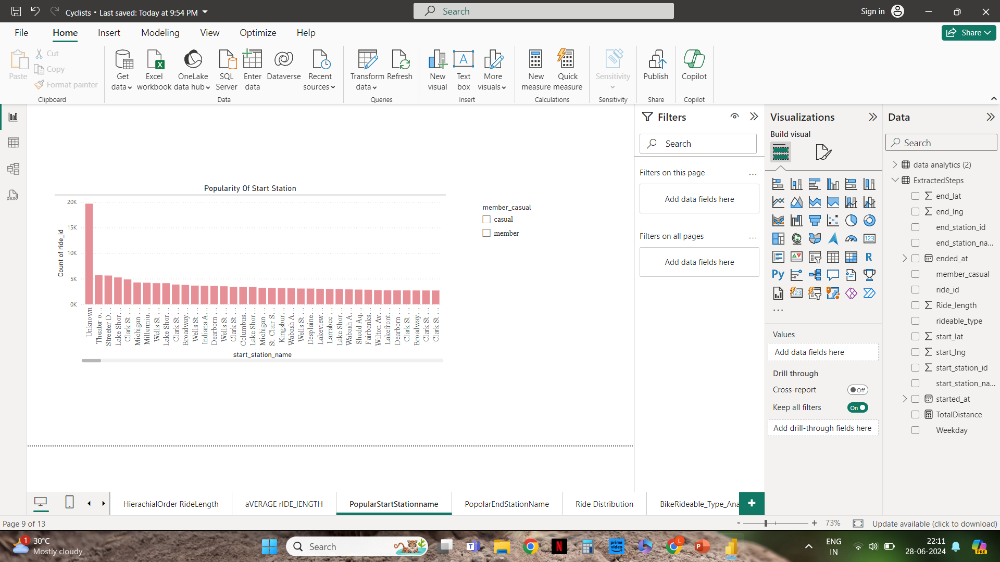 Cyclists • Last saved: Today at 9:54 PM
Search
Sign in
File
Home
Insert
Modeling
View
Optimize
Help
Share
Paste
Cut
Copy
Format painter
Clipboard
Get data
Excel workbook
OneLake data hub
SQL Server
Enter data
Dataverse
Recent sources
Data
Transform data
Refresh
Queries
New visual
Text box
More visuals
Insert
New measure
Quick measure
Calculations
Sensitivity
Sensitivity
Publish
Share
Copilot
Copilot
Popularity Of Start Station
Count of ride_id
20K
15K
10K
5K
0K
Unknown
Theater o...
Streeter D...
Lake Shor...
Clark St ...
Michigan ...
Millenniu...
Wells St ...
Lake Shor...
Clark St ...
Broadway...
Wells St ...
Indiana A...
Dearborn ...
Wells St ...
Clark St ...
Columbus...
Lake Shor...
Michigan ...
St. Clair S...
Kingsbur...
Wabash A...
Wells St ...
Desplaine...
Lakeview...
Larrabee ...
Lake Shor...
Wabash A...
Shedd Aq...
Fairbanks...
Wilton Av...
Lakefront...
Dearborn ...
Clark St ...
Broadway...
Clark St ...
Clark St ...
start_station_name
member_casual
casual
member
Filters
Search
Filters on this page
...
Add data fields here
Filters on all pages
...
Add data fields here
Visualizations
Build visual
123
R
Py
123
...
Values
Add data fields here
Drill through
Cross-report
Off
Keep all filters
On
Add drill-through fields here
Data
Search
data analytics (2)
ExtractedSteps
end_lat
end_lng
end_station_id
end_station_na...
ended_at
member_casual
ride_id
Ride_length
rideable_type
start_lat
start_lng
start_station_id
start_station_na...
started_at
TotalDistance
Weekday
DAX
HierachialOrder RideLength
aVERAGE rIDE_lENGTH
PopularStartStationname
PopolarEndStationName
Ride Distribution
BikeRideable_Type_Ana
+
Page 9 of 13
- + 73%
Update available (click to download)
1
30°C
Mostly cloudy
Search
prime video
L
P
ENG
IN
22:11
28-06-2024
PRE